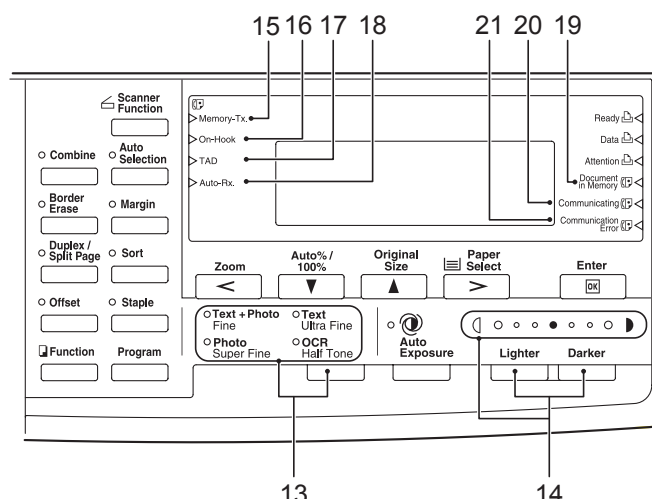 15 16 17 18 21 20 19
Scanner
Function
Memory-Tx.
On-Hook
TAD
Auto-Rx.
Ready
Data
Attention
Document
in Memory
Communicating
Communication
Error
Combine
Auto
Selection
Border
Erase
Margin
Duplex /
Split Page
Sort
Offset
Staple
Function
Program
Zoom
<
Auto% /
100%
▼
Original
Size
▲
Paper
Select
>
Enter
OK
Text + Photo
Fine
Text
Ultra Fine
Photo
Super Fine
OCR
Half Tone
Auto
Exposure
Lighter
Darker
13
14